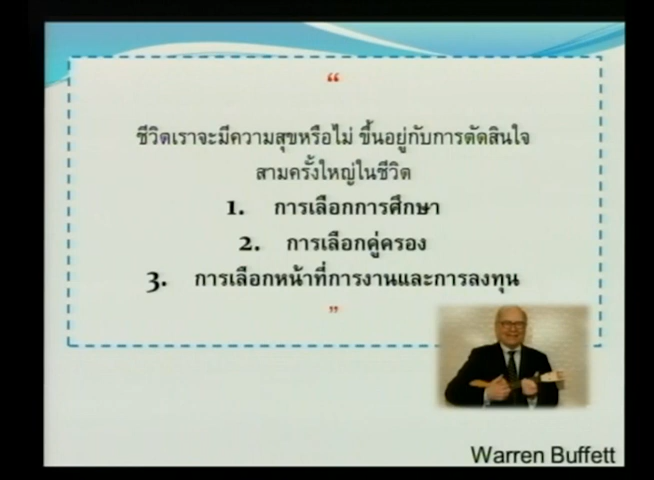 “
ชีวิตเราจะมีความสุขหรือไม่ ขึ้นอยู่กับการตัดสินใจ
สามครั้งใหญ่ในชีวิต
1. การเลือกการศึกษา
2. การเลือกคู่ครอง
3. การเลือกหน้าที่การงานและการลงทุน
”
Warren Buffett